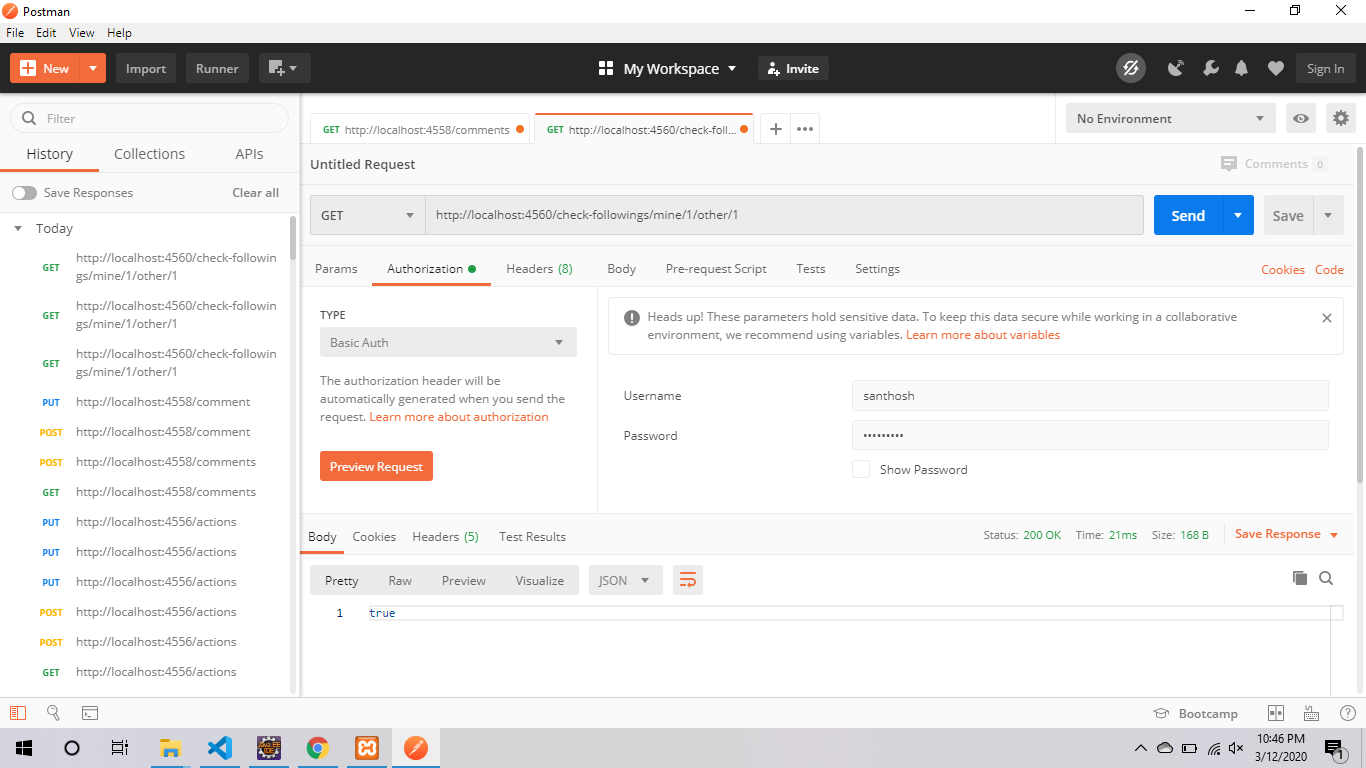 Postman
File Edit View Help
New Import Runner My Workspace Invite Sign In
Filter
History Collections APIs
Save Responses Clear all
Today
GET http://localhost:4560/check-followin
gs/mine/1/other/1
GET http://localhost:4560/check-followin
gs/mine/1/other/1
GET http://localhost:4560/check-followin
gs/mine/1/other/1
PUT http://localhost:4558/comment
POST http://localhost:4558/comment
POST http://localhost:4558/comments
GET http://localhost:4558/comments
PUT http://localhost:4556/actions
PUT http://localhost:4556/actions
PUT http://localhost:4556/actions
POST http://localhost:4556/actions
POST http://localhost:4556/actions
GET http://localhost:4556/actions
GET http://localhost:4558/comments GET http://localhost:4560/check-foll... + ••• No Environment
Untitled Request Comments 0
GET http://localhost:4560/check-followings/mine/1/other/1 Send Save
Params Authorization Headers (8) Body Pre-request Script Tests Settings Cookies Code
TYPE
Basic Auth
The authorization header will be
automatically generated when you send the
request. Learn more about authorization
Preview Request
Heads up! These parameters hold sensitive data. To keep this data secure while working in a collaborative
environment, we recommend using variables. Learn more about variables
Username santhosh
Password •••••••••
Show Password
Body Cookies Headers (5) Test Results Status: 200 OK Time: 21ms Size: 168 B Save Response
Pretty Raw Preview Visualize JSON
1 true
Bootcamp
10:46 PM
3/12/2020
1